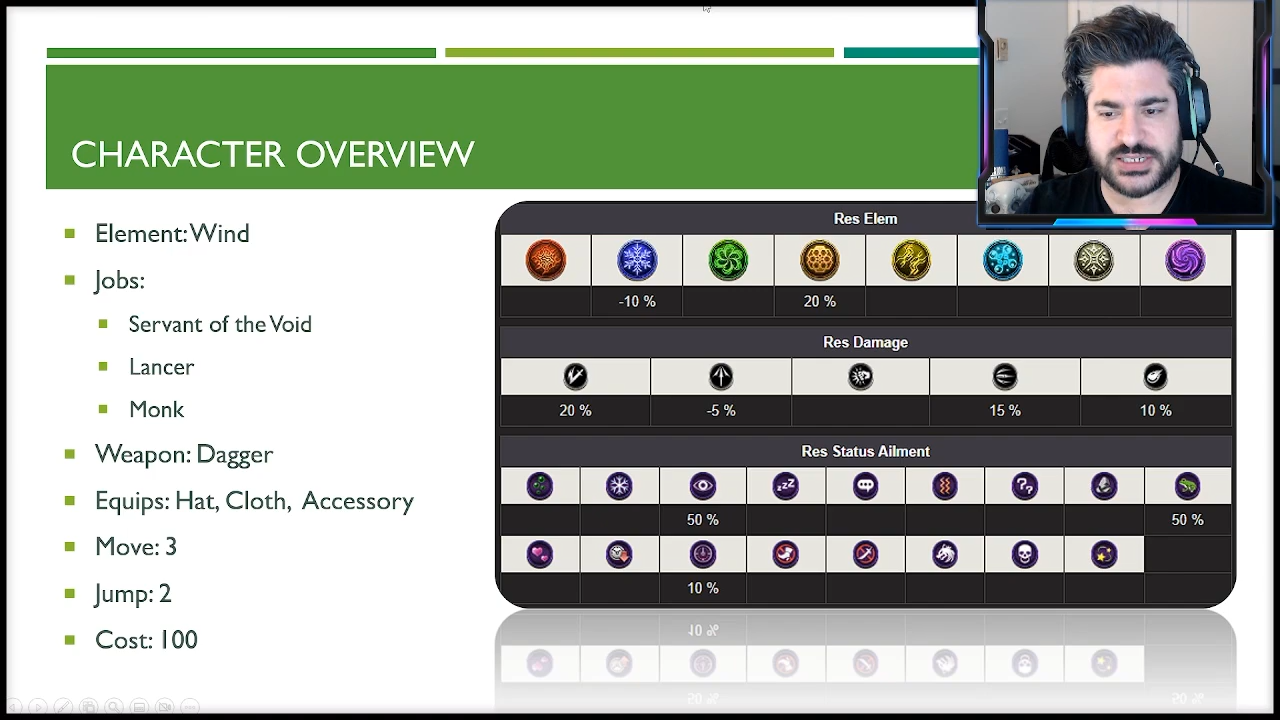 CHARACTER OVERVIEW
Element: Wind
Jobs:
Servant of the Void
Lancer
Monk
Weapon: Dagger
Equips: Hat, Cloth, Accessory
Move: 3
Jump: 2
Cost: 100
Res Elem
-10 % 20 %
Res Damage
20 % -5 % 15 % 10 %
Res Status Ailment
50 % 50 %
10 %